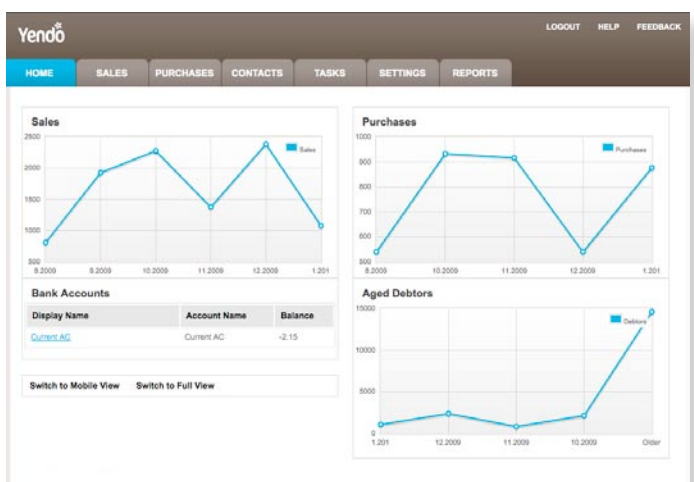 Yendo
LOGOUT HELP FEEDBACK
HOME SALES PURCHASES CONTACTS TASKS SETTINGS REPORTS
Sales
2500
2000
1500
1000
500
8.2009 9.2009 10.2009 11.2009 12.2009 1.201
Sales
Purchases
1000
900
800
700
600
500
8.2009 10.2009 11.2009 12.2009 1.201
Purchases
Bank Accounts
Display Name Account Name Balance
Current AC Current AC -2.15
Switch to Mobile View Switch to Full View
Aged Debtors
15000
10000
5000
0
1.201 12.2009 11.2009 10.2009 Older
Debtors